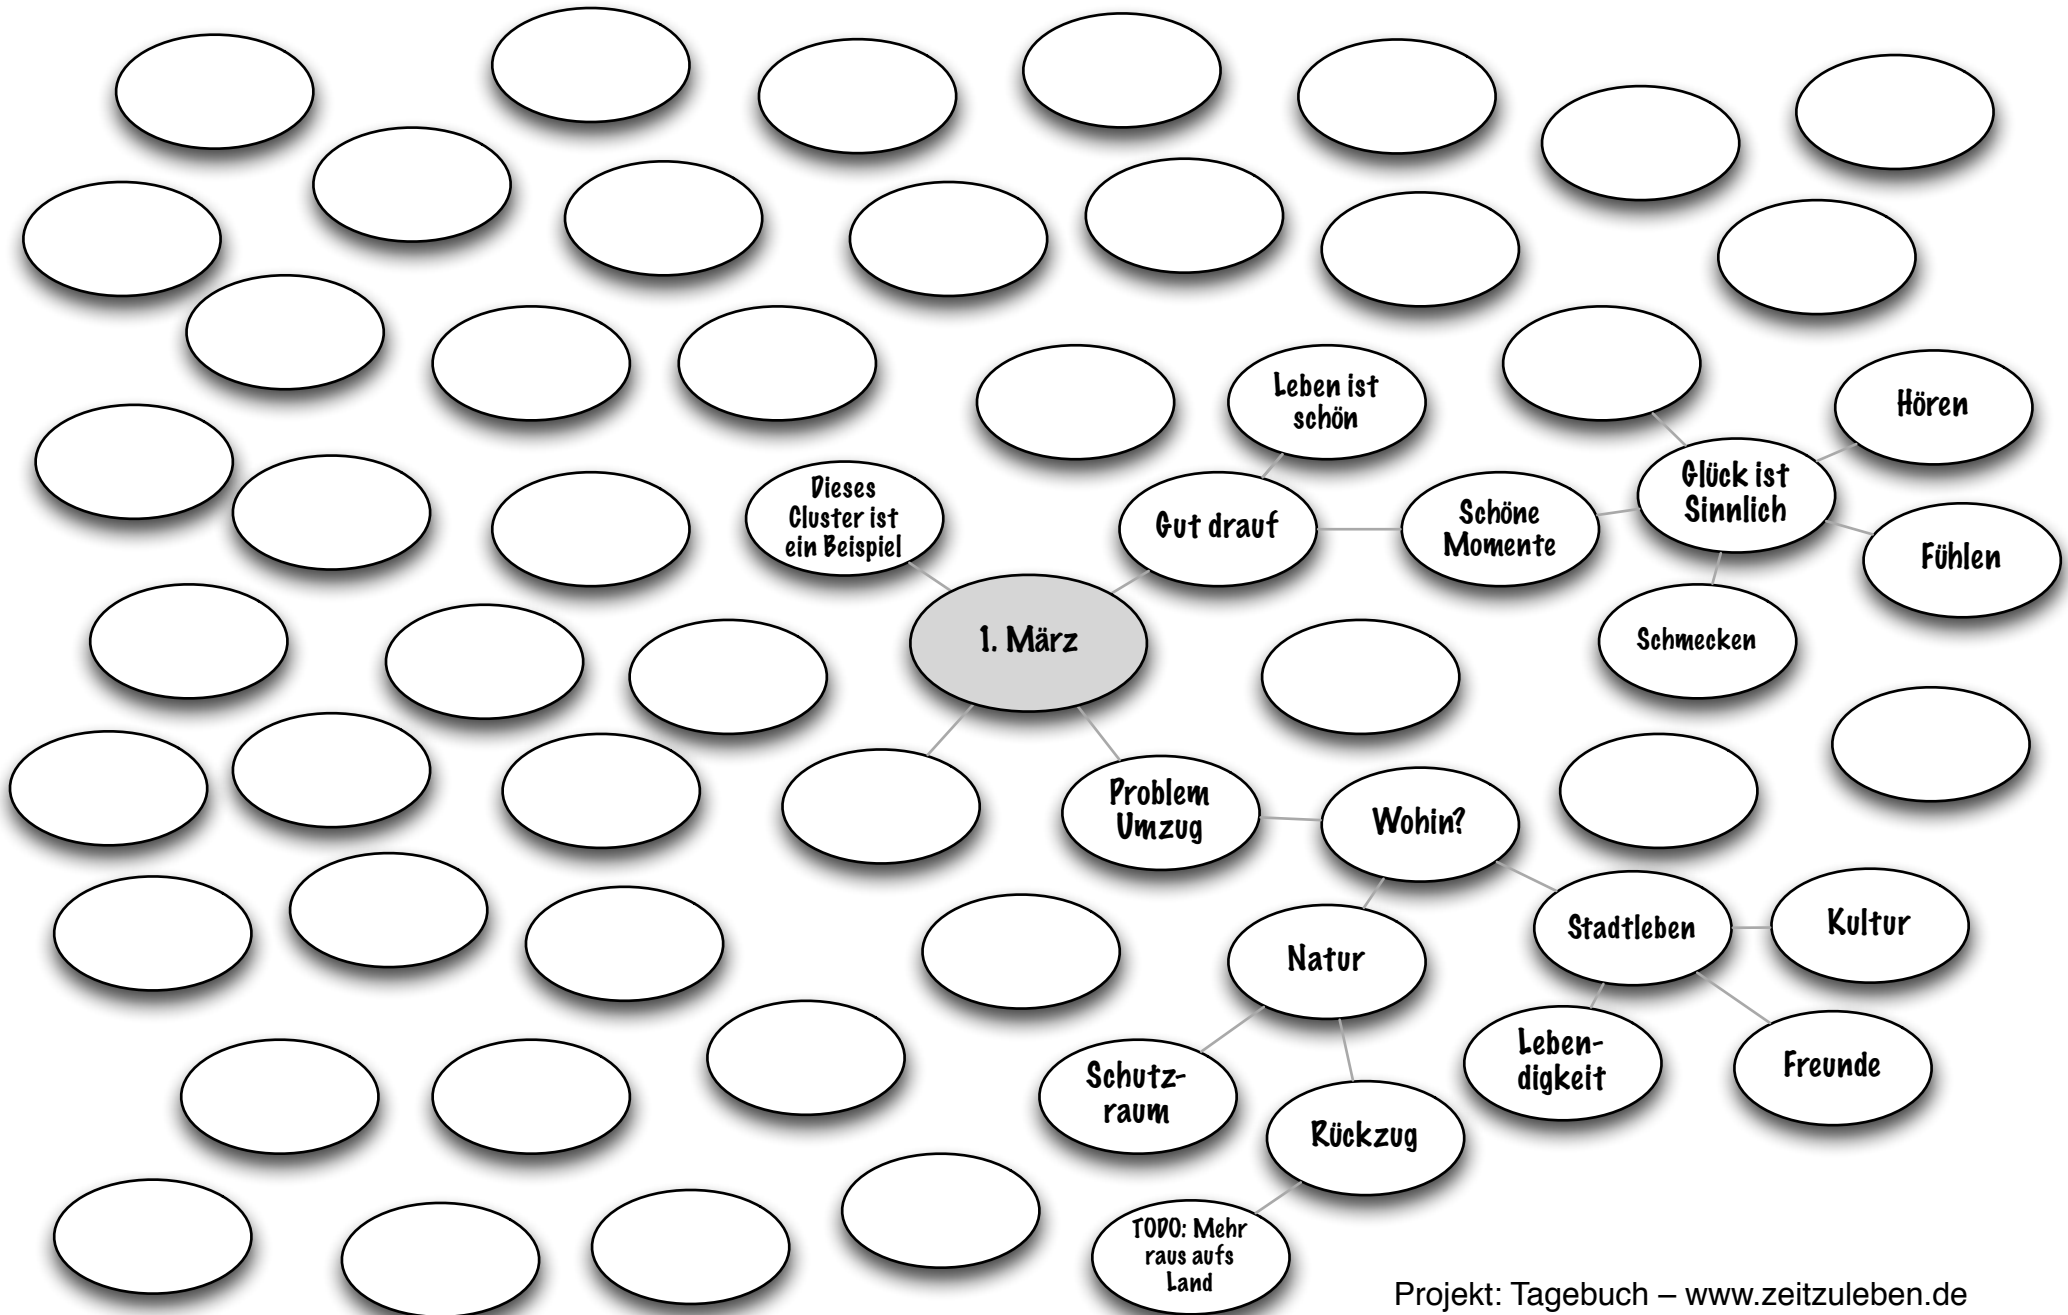 Leben ist
schön
Hören
Dieses
Cluster ist
ein Beispiel
Gut drauf
Schöne
Momente
Glück ist
Sinnlich
Fühlen
1. März
Schmecken
Problem
Umzug
Wohin?
Natur
Stadtleben
Kultur
Schutz-
raum
Rückzug
Leben-
digkeit
Freunde
TODO: Mehr
raus aufs
Land
Projekt: Tagebuch – www.zeitzuleben.de